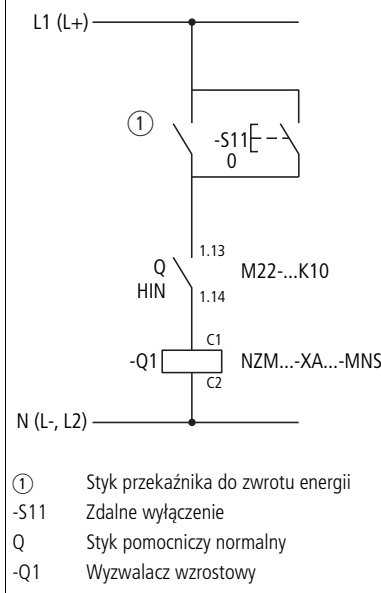 L1 (L+)
1
-S11
0
1.13
Q
M22-...K10
HIN
1.14
C1
-Q1
NZM...-XA...-MNS
C2
N (L-, L2)
1 Styk przekaźnika do zwrotu energii
-S11 Zdalne wyłączenie
Q Styk pomocniczy normalny
-Q1 Wyzwalacz wzrostowy